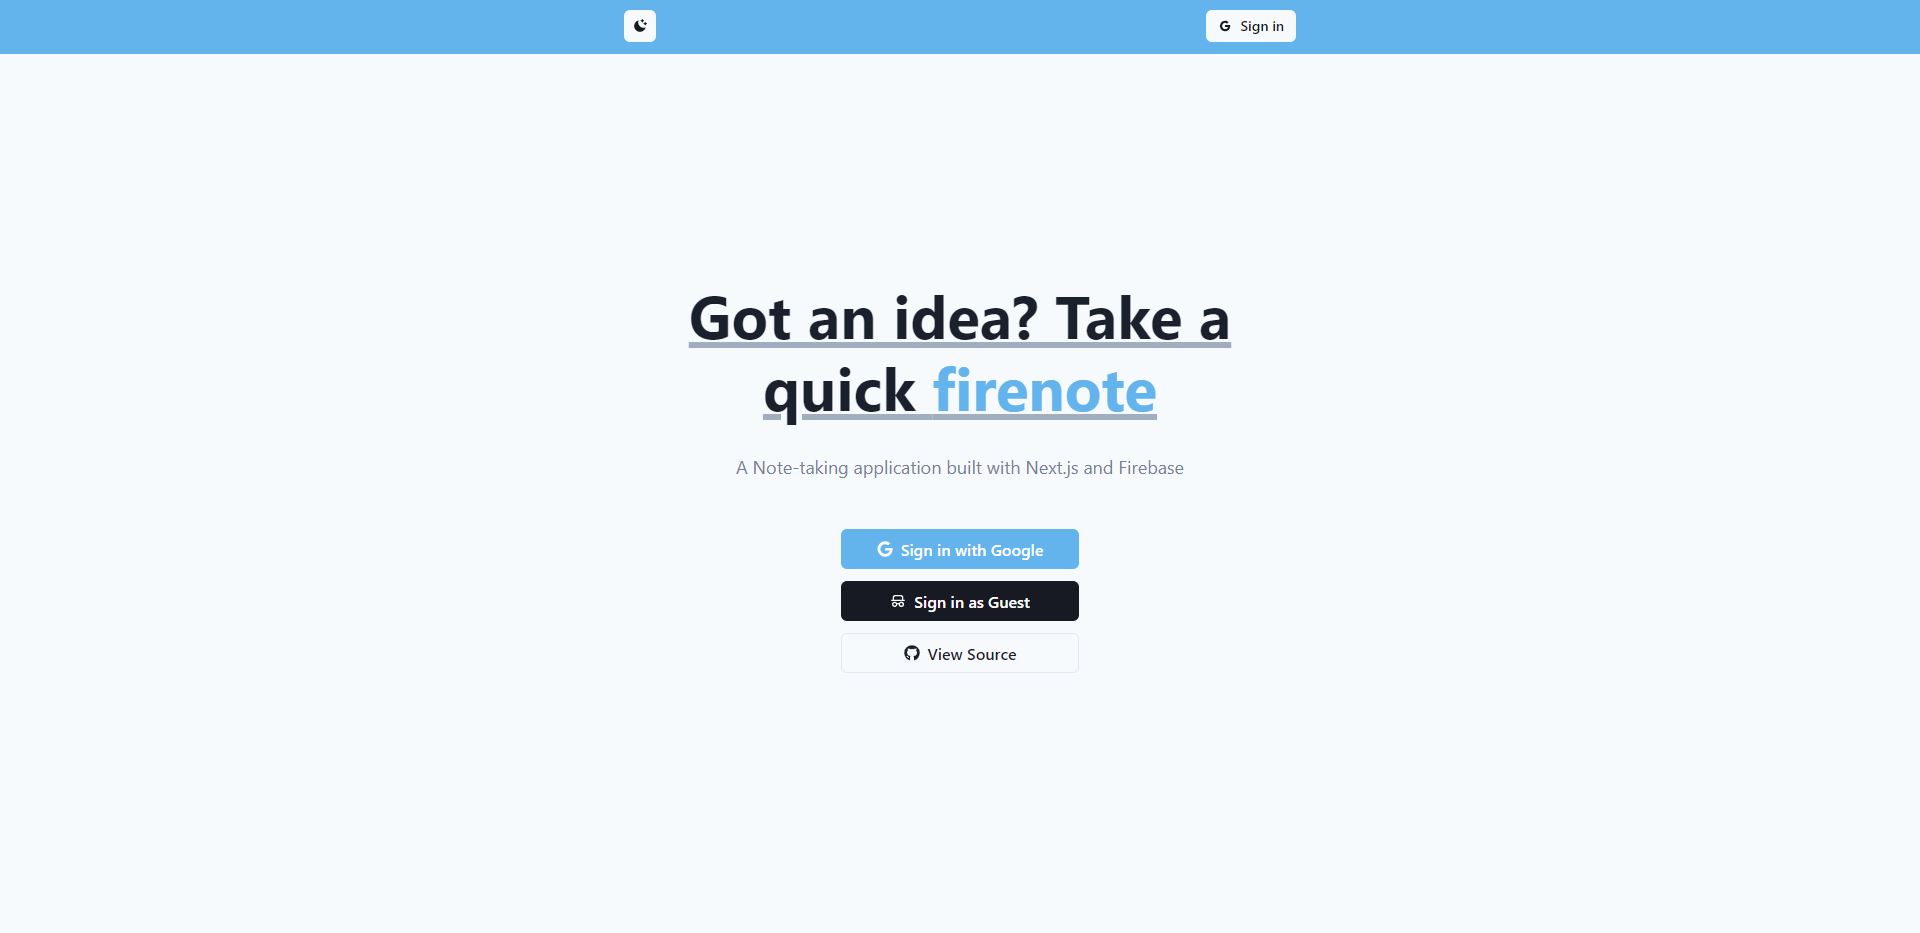 Sign in
Got an idea? Take a
quick firenote
A Note-taking application built with Next.js and Firebase
Sign in with Google
Sign in as Guest
View Source